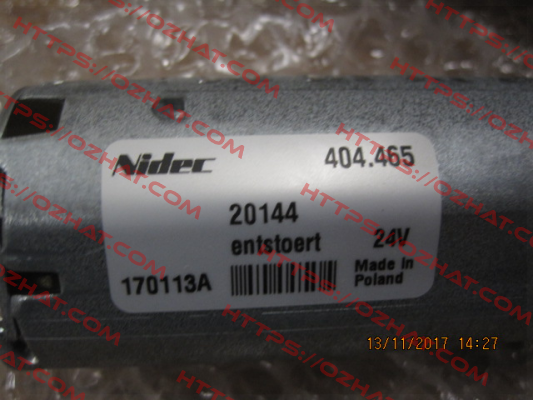 Nidec 404.465
20144
entstoert 24V
170113A Made in
Poland
13/11/2017 14:27
HTTPS://OZHAT.COM